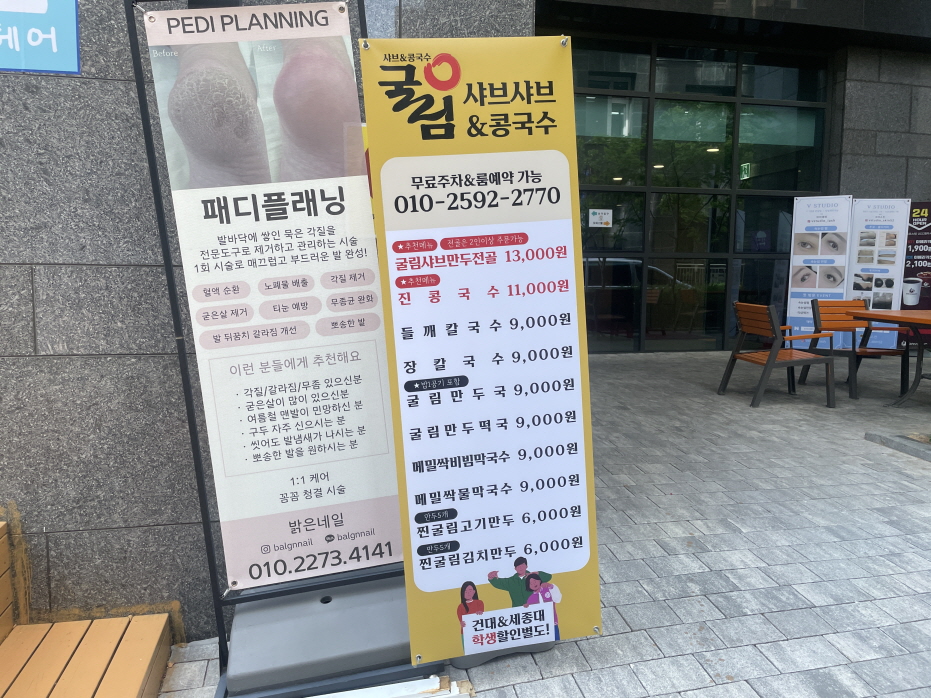 케어
PEDI PLANNING
Before
After
패디플래닝
발바닥에 쌓인 묵은 각질을
전문도구로 제거하고 관리하는 시술
1회 시술로 매끄럽고 부드러운 발 완성!
혈액 순환
노폐물 배출
각질 제거
굳은살 제거
티눈 예방
무좀균 완화
발 뒤꿈치 갈라짐 개선
뽀송한 발
이런 분들에게 추천해요
· 각질/갈라짐/무좀 있으신분
· 굳은살이 많이 있으신분
· 여름철 맨발이 민망하신 분
· 구두 자주 신으시는 분
· 씻어도 발냄새가 나시는 분
· 뽀송한 발을 원하시는 분
1:1 케어
꼼꼼 청결 시술
밝은네일
balgnnail
balgnnail
010.2273.4141
샤브&콩국수
굴림
샤브샤브
&콩국수
무료주차&룸예약 가능
010-2592-2770
★추천메뉴
전골은 2인이상 주문가능
굴림샤브만두전골 13,000원
★추천메뉴
진콩국수 11,000원
들깨칼국수 9,000원
장칼국수 9,000원
★밥1공기 포함
굴림만두국 9,000원
굴림만두떡국 9,000원
메밀싹비빔막국수 9,000원
메밀싹물막국수 9,000원
만두5개
찐굴림고기만두 6,000원
만두5개
찐굴림김치만두 6,000원
건대&세종대
학생할인별도!
V STUDIO
V STUDIO
24
HOUR
OPEN
1,900
2,100